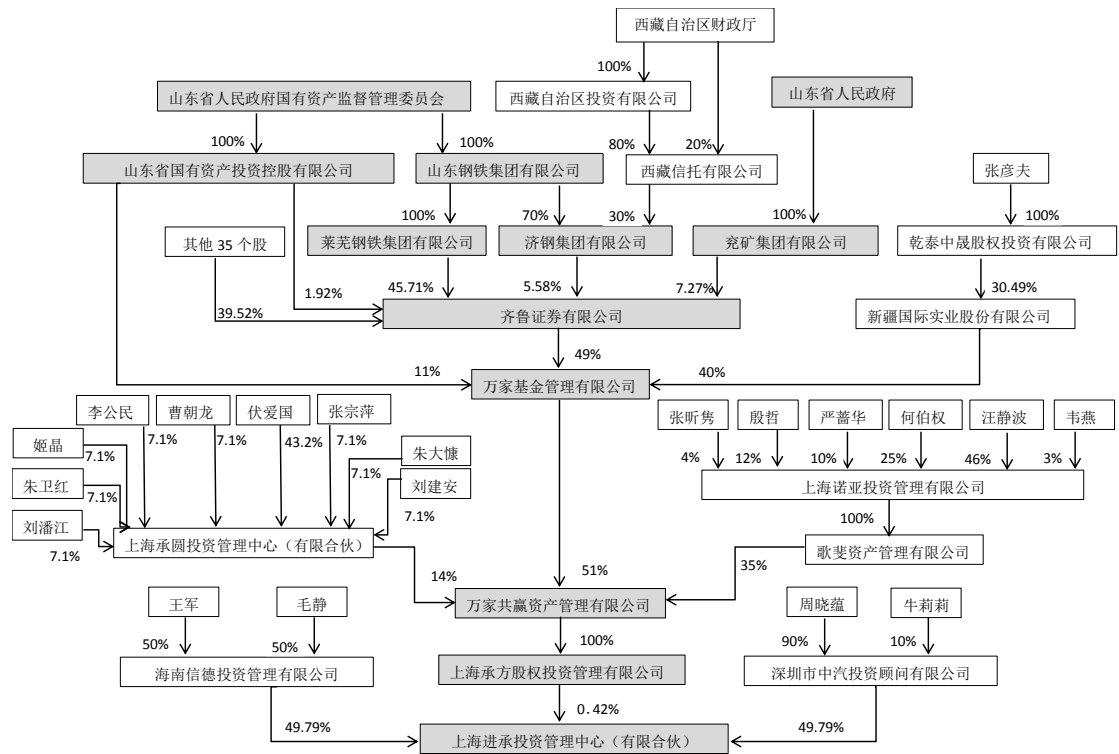 西藏自治区财政厅
100%
山东省人民政府国有资产监督管理委员会
西藏自治区投资有限公司
山东省人民政府
100%
100%
80%
20%
山东省国有资产投资控股有限公司
山东钢铁集团有限公司
西藏信托有限公司
张彦夫
100%
70%
30%
100%
100%
其他 35 个股
莱芜钢铁集团有限公司
济钢集团有限公司
兖矿集团有限公司
乾泰中晟股权投资有限公司
1.92%
45.71%
5.58%
7.27%
30.49%
39.52%
齐鲁证券有限公司
新疆国际实业股份有限公司
49%
11%
万家基金管理有限公司
40%
李公民
曹朝龙
伏爱国
张宗萍
张昕隽
殷哲
严蔷华
何伯权
汪静波
韦燕
姬晶
7.1%
7.1%
43.2%
7.1%
朱大慷
7.1%
7.1%
4%
12%
10%
25%
46%
3%
朱卫红
刘建安
7.1%
上海诺亚投资管理有限公司
刘潘江
7.1%
100%
7.1%
上海承圆投资管理中心（有限合伙）
歌斐资产管理有限公司
14%
51%
35%
王军
毛静
万家共赢资产管理有限公司
周晓蕴
牛莉莉
50%
50%
100%
90%
10%
海南信德投资管理有限公司
上海承方股权投资管理有限公司
深圳市中汽投资顾问有限公司
0.42%
49.79%
49.79%
上海进承投资管理中心（有限合伙）